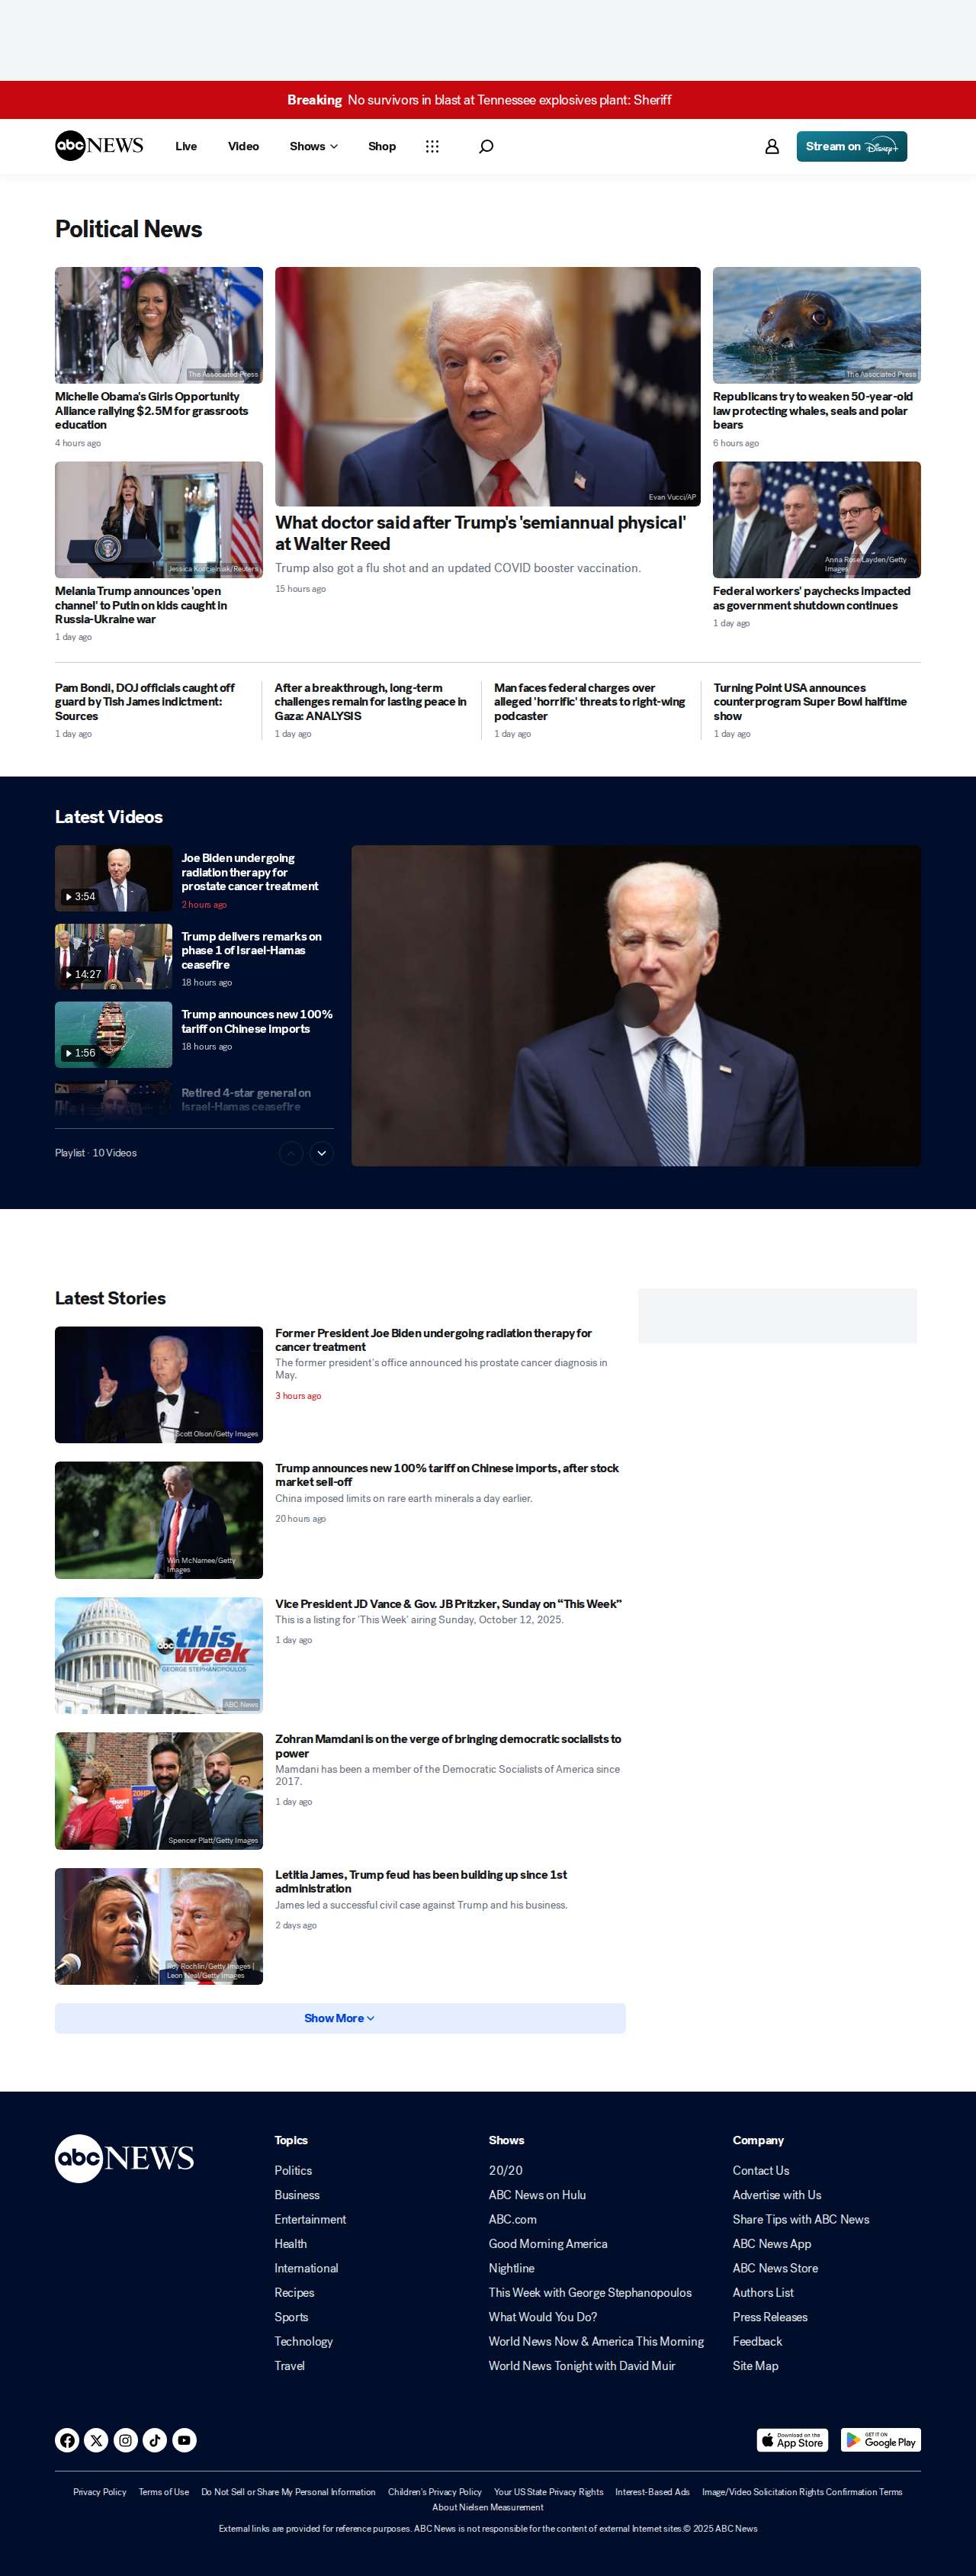 Breaking No survivors in blast at Tennessee explosives plant: Sheriff
abc NEWS
Live
Video
Shows
Shop
Stream on Disney+
Political News
The Associated Press
Michelle Obama's Girls Opportunity
Alliance rallying $2.5M for grassroots
education
4 hours ago
Jessica Koscielniak/Reuters
Melania Trump announces 'open
channel' to Putin on kids caught in
Russia-Ukraine war
1 day ago
Evan Vucci/AP
What doctor said after Trump's 'semiannual physical'
at Walter Reed
Trump also got a flu shot and an updated COVID booster vaccination.
15 hours ago
The Associated Press
Republicans try to weaken 50-year-old
law protecting whales, seals and polar
bears
6 hours ago
Anna Rose Layden/Getty
Images
Federal workers' paychecks impacted
as government shutdown continues
1 day ago
Pam Bondi, DOJ officials caught off
guard by Tish James indictment:
Sources
1 day ago
After a breakthrough, long-term
challenges remain for lasting peace in
Gaza: ANALYSIS
1 day ago
Man faces federal charges over
alleged 'horrific' threats to right-wing
podcaster
1 day ago
Turning Point USA announces
counterprogram Super Bowl halftime
show
1 day ago
Latest Videos
3:54
Joe Biden undergoing
radiation therapy for
prostate cancer treatment
2 hours ago
14:27
Trump delivers remarks on
phase 1 of Israel-Hamas
ceasefire
18 hours ago
1:56
Trump announces new 100%
tariff on Chinese imports
18 hours ago
Retired 4-star general on
Israel-Hamas ceasefire
Playlist · 10 Videos
Latest Stories
Scott Olson/Getty Images
Former President Joe Biden undergoing radiation therapy for
cancer treatment
The former president's office announced his prostate cancer diagnosis in
May.
3 hours ago
Win McNamee/Getty
Images
Trump announces new 100% tariff on Chinese imports, after stock
market sell-off
China imposed limits on rare earth minerals a day earlier.
20 hours ago
abc this
week
GEORGE STEPHANOPOULOS
ABC News
Vice President JD Vance & Gov. JB Pritzker, Sunday on “This Week”
This is a listing for 'This Week' airing Sunday, October 12, 2025.
1 day ago
Spencer Platt/Getty Images
Zohran Mamdani is on the verge of bringing democratic socialists to
power
Mamdani has been a member of the Democratic Socialists of America since
2017.
1 day ago
Roy Rochlin/Getty Images |
Leon Neal/Getty Images
Letitia James, Trump feud has been building up since 1st
administration
James led a successful civil case against Trump and his business.
2 days ago
Show More
abc NEWS
Topics
Politics
Business
Entertainment
Health
International
Recipes
Sports
Technology
Travel
Shows
20/20
ABC News on Hulu
ABC.com
Good Morning America
Nightline
This Week with George Stephanopoulos
What Would You Do?
World News Now & America This Morning
World News Tonight with David Muir
Company
Contact Us
Advertise with Us
Share Tips with ABC News
ABC News App
ABC News Store
Authors List
Press Releases
Feedback
Site Map
Download on the
App Store
GET IT ON
Google Play
Privacy Policy
Terms of Use
Do Not Sell or Share My Personal Information
Children's Privacy Policy
Your US State Privacy Rights
Interest-Based Ads
Image/Video Solicitation Rights Confirmation Terms
About Nielsen Measurement
External links are provided for reference purposes. ABC News is not responsible for the content of external Internet sites.© 2025 ABC News